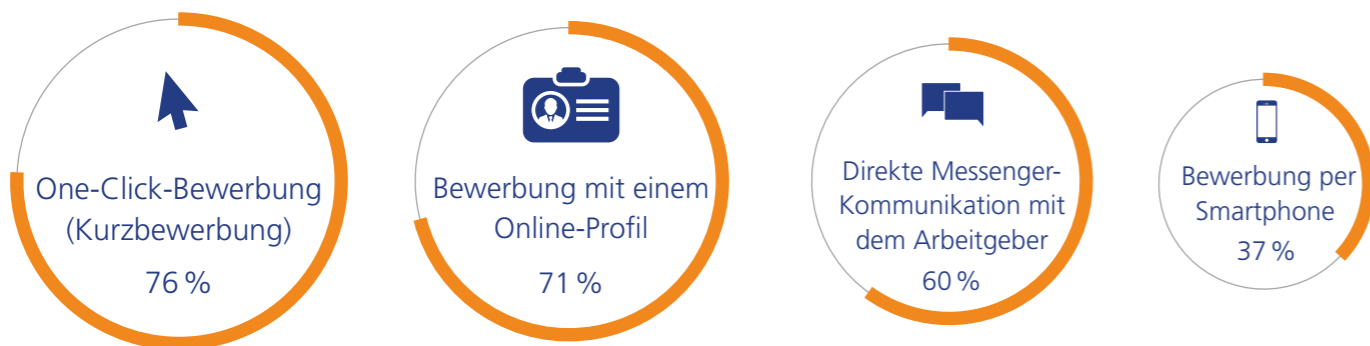 One-Click-Bewerbung
(Kurzbewerbung)
76 %
Bewerbung mit einem
Online-Profil
71 %
Direkte Messenger-
Kommunikation mit
dem Arbeitgeber
60 %
Bewerbung per
Smartphone
37 %